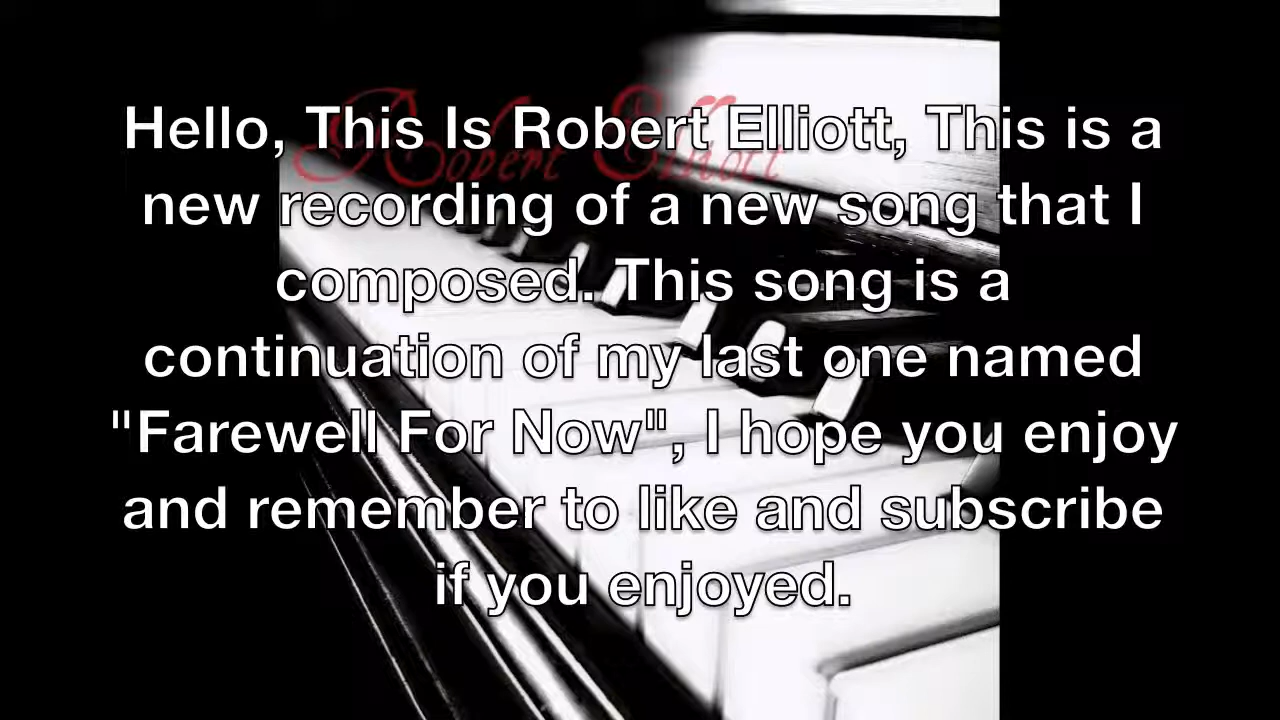 Robert Elliott
Hello, This Is Robert Elliott, This is a
new recording of a new song that I
composed. This song is a
continuation of my last one named
"Farewell For Now", I hope you enjoy
and remember to like and subscribe
if you enjoyed.